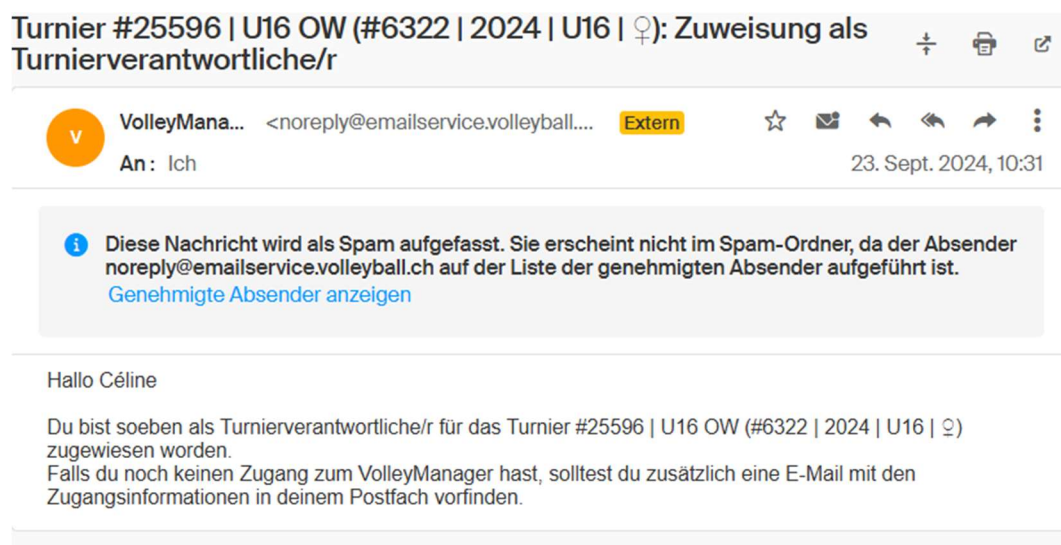 Turnier #25596 | U16 OW (#6322 | 2024 | U16 | ♀): Zuweisung als
Turnierverantwortliche/r
V
VolleyMana... <noreply@emailservice.volleyball.... Extern
An: Ich
23. Sept. 2024, 10:31
Diese Nachricht wird als Spam aufgefasst. Sie erscheint nicht im Spam-Ordner, da der Absender
noreply@emailservice.volleyball.ch auf der Liste der genehmigten Absender aufgeführt ist.
Genehmigte Absender anzeigen
Hallo Céline
Du bist soeben als Turnierverantwortliche/r für das Turnier #25596 | U16 OW (#6322 | 2024 | U16 | ♀)
zugewiesen worden.
Falls du noch keinen Zugang zum VolleyManager hast, solltest du zusätzlich eine E-Mail mit den
Zugangsinformationen in deinem Postfach vorfinden.